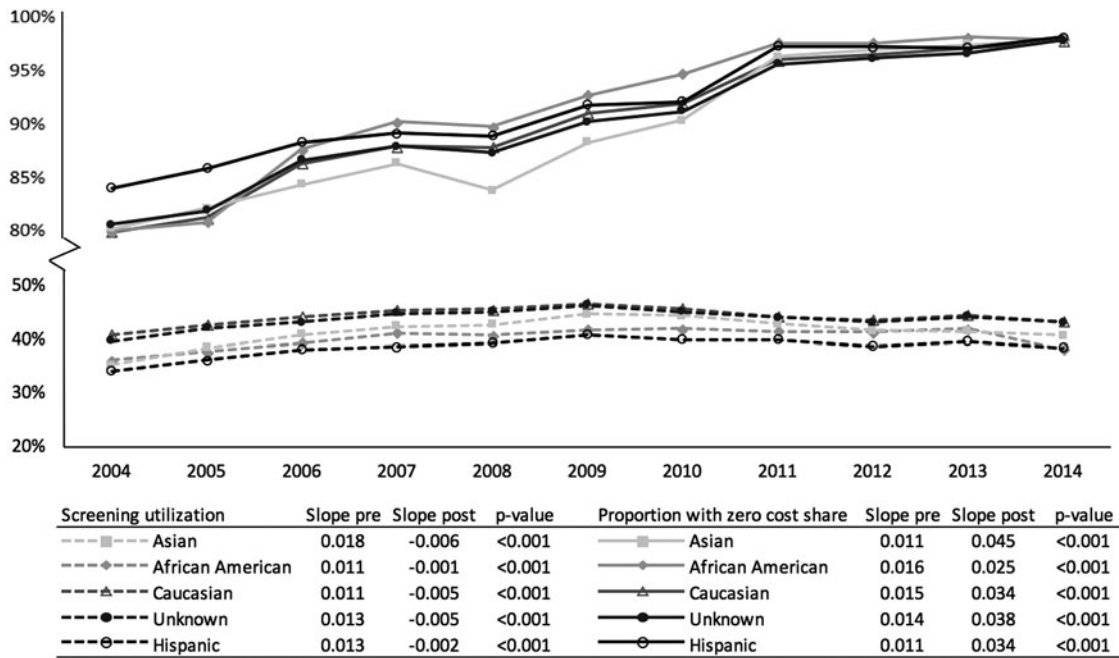 100%
95%
90%
85%
80%
50%
40%
30%
20%
2004 2005 2006 2007 2008 2009 2010 2011 2012 2013 2014
Screening utilization Slope pre Slope post p-value Proportion with zero cost share Slope pre Slope post p-value
Asian 0.018 -0.006 <0.001 Asian 0.011 0.045 <0.001
African American 0.011 -0.001 <0.001 African American 0.016 0.025 <0.001
Caucasian 0.011 -0.005 <0.001 Caucasian 0.015 0.034 <0.001
Unknown 0.013 -0.005 <0.001 Unknown 0.014 0.038 <0.001
Hispanic 0.013 -0.002 <0.001 Hispanic 0.011 0.034 <0.001